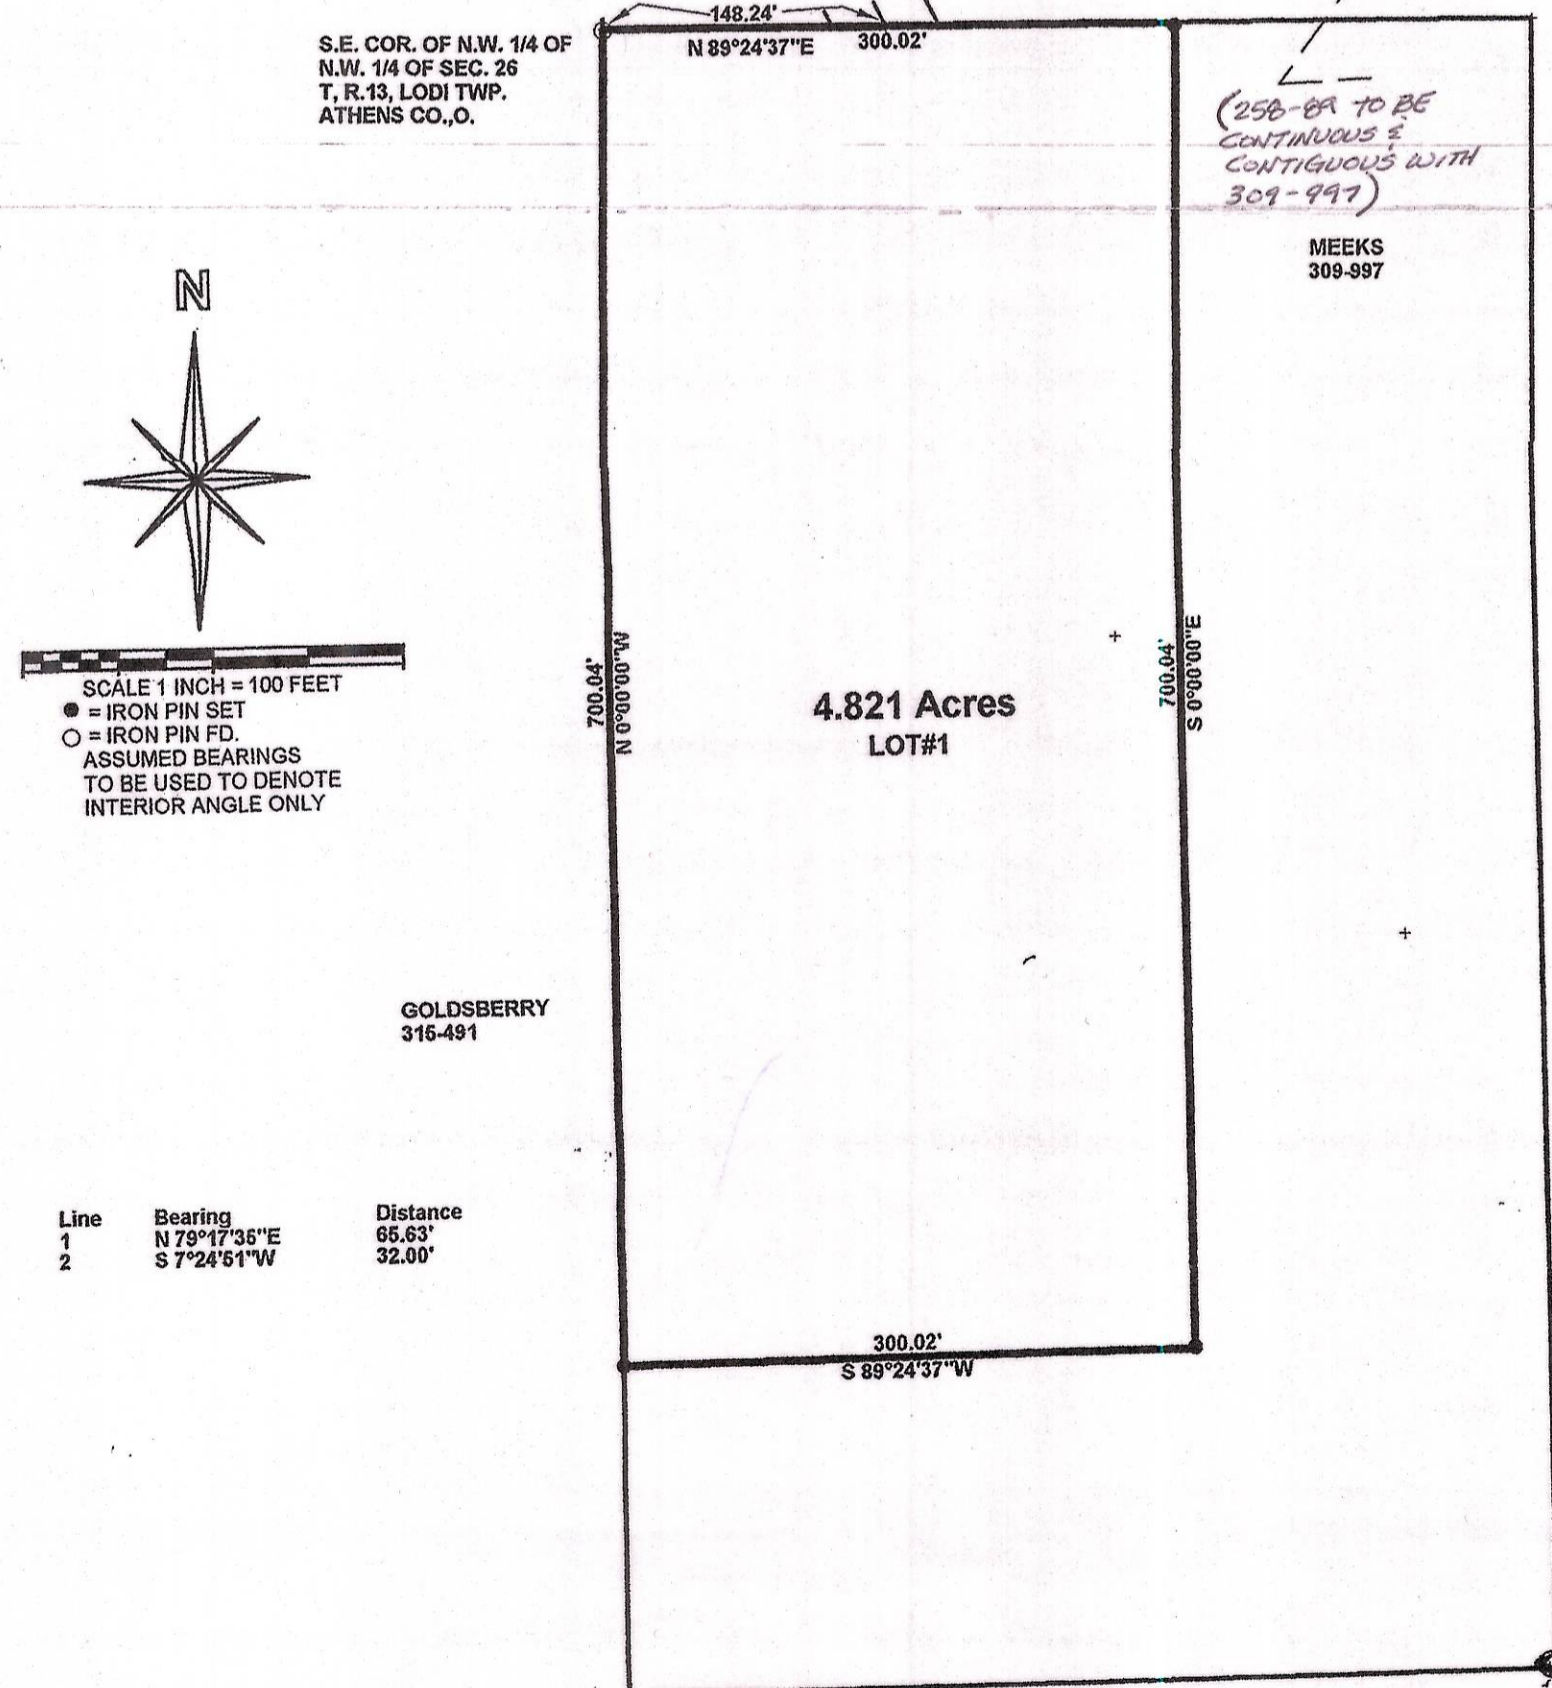 148.24'
N 89°24'37"E 300.02'
S.E. COR. OF N.W. 1/4 OF
N.W. 1/4 OF SEC. 26
T, R.13, LODI TWP.
ATHENS CO.,O.
(258-89 TO BE
CONTINUOUS &
CONTIGUOUS WITH
309-997)
MEEKS
309-997
N
SCALE 1 INCH = 100 FEET
= IRON PIN SET
= IRON PIN FD.
ASSUMED BEARINGS
TO BE USED TO DENOTE
INTERIOR ANGLE ONLY
700.04'
N 0°00'00"W
4.821 Acres
LOT#1
700.04'
S 0°00'00"E
GOLDSBERRY
315-491
Line Bearing Distance
1 N 79°17'35"E 65.63'
2 S 7°24'51"W 32.00'
300.02'
S 89°24'37"W